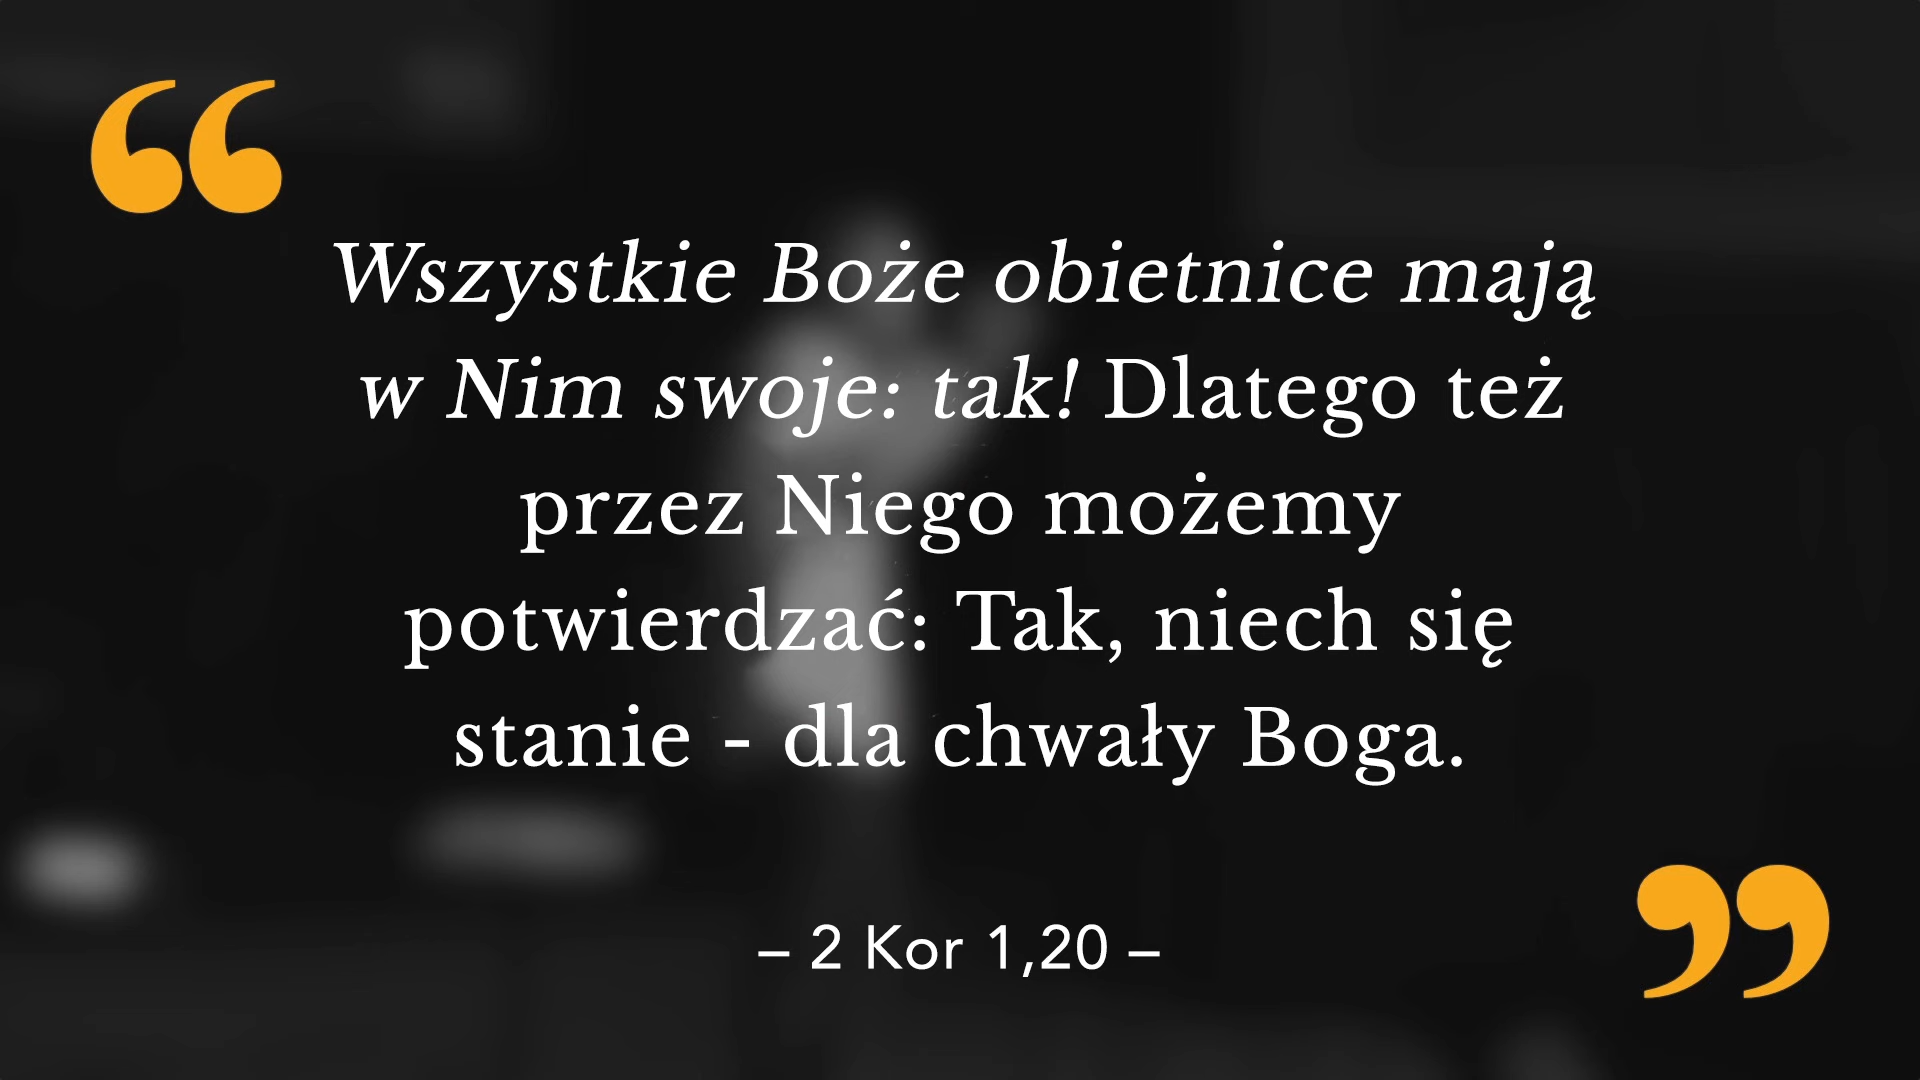 “
Wszystkie Boże obietnice mają
w Nim swoje: tak! Dlatego też
przez Niego możemy
potwierdzać: Tak, niech się
stanie - dla chwały Boga.
”
– 2 Kor 1,20 –